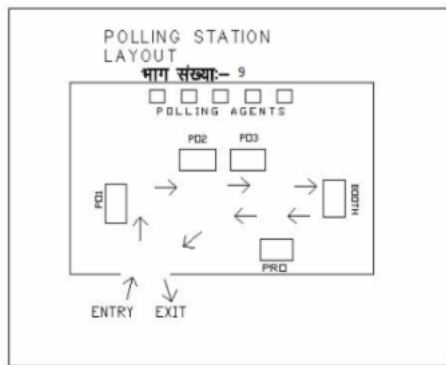 POLLING STATION
LAYOUT
भाग संख्याः- 9
POLLING AGENTS
PO2 PO3
PO1
BOOTH
PRO
ENTRY EXIT